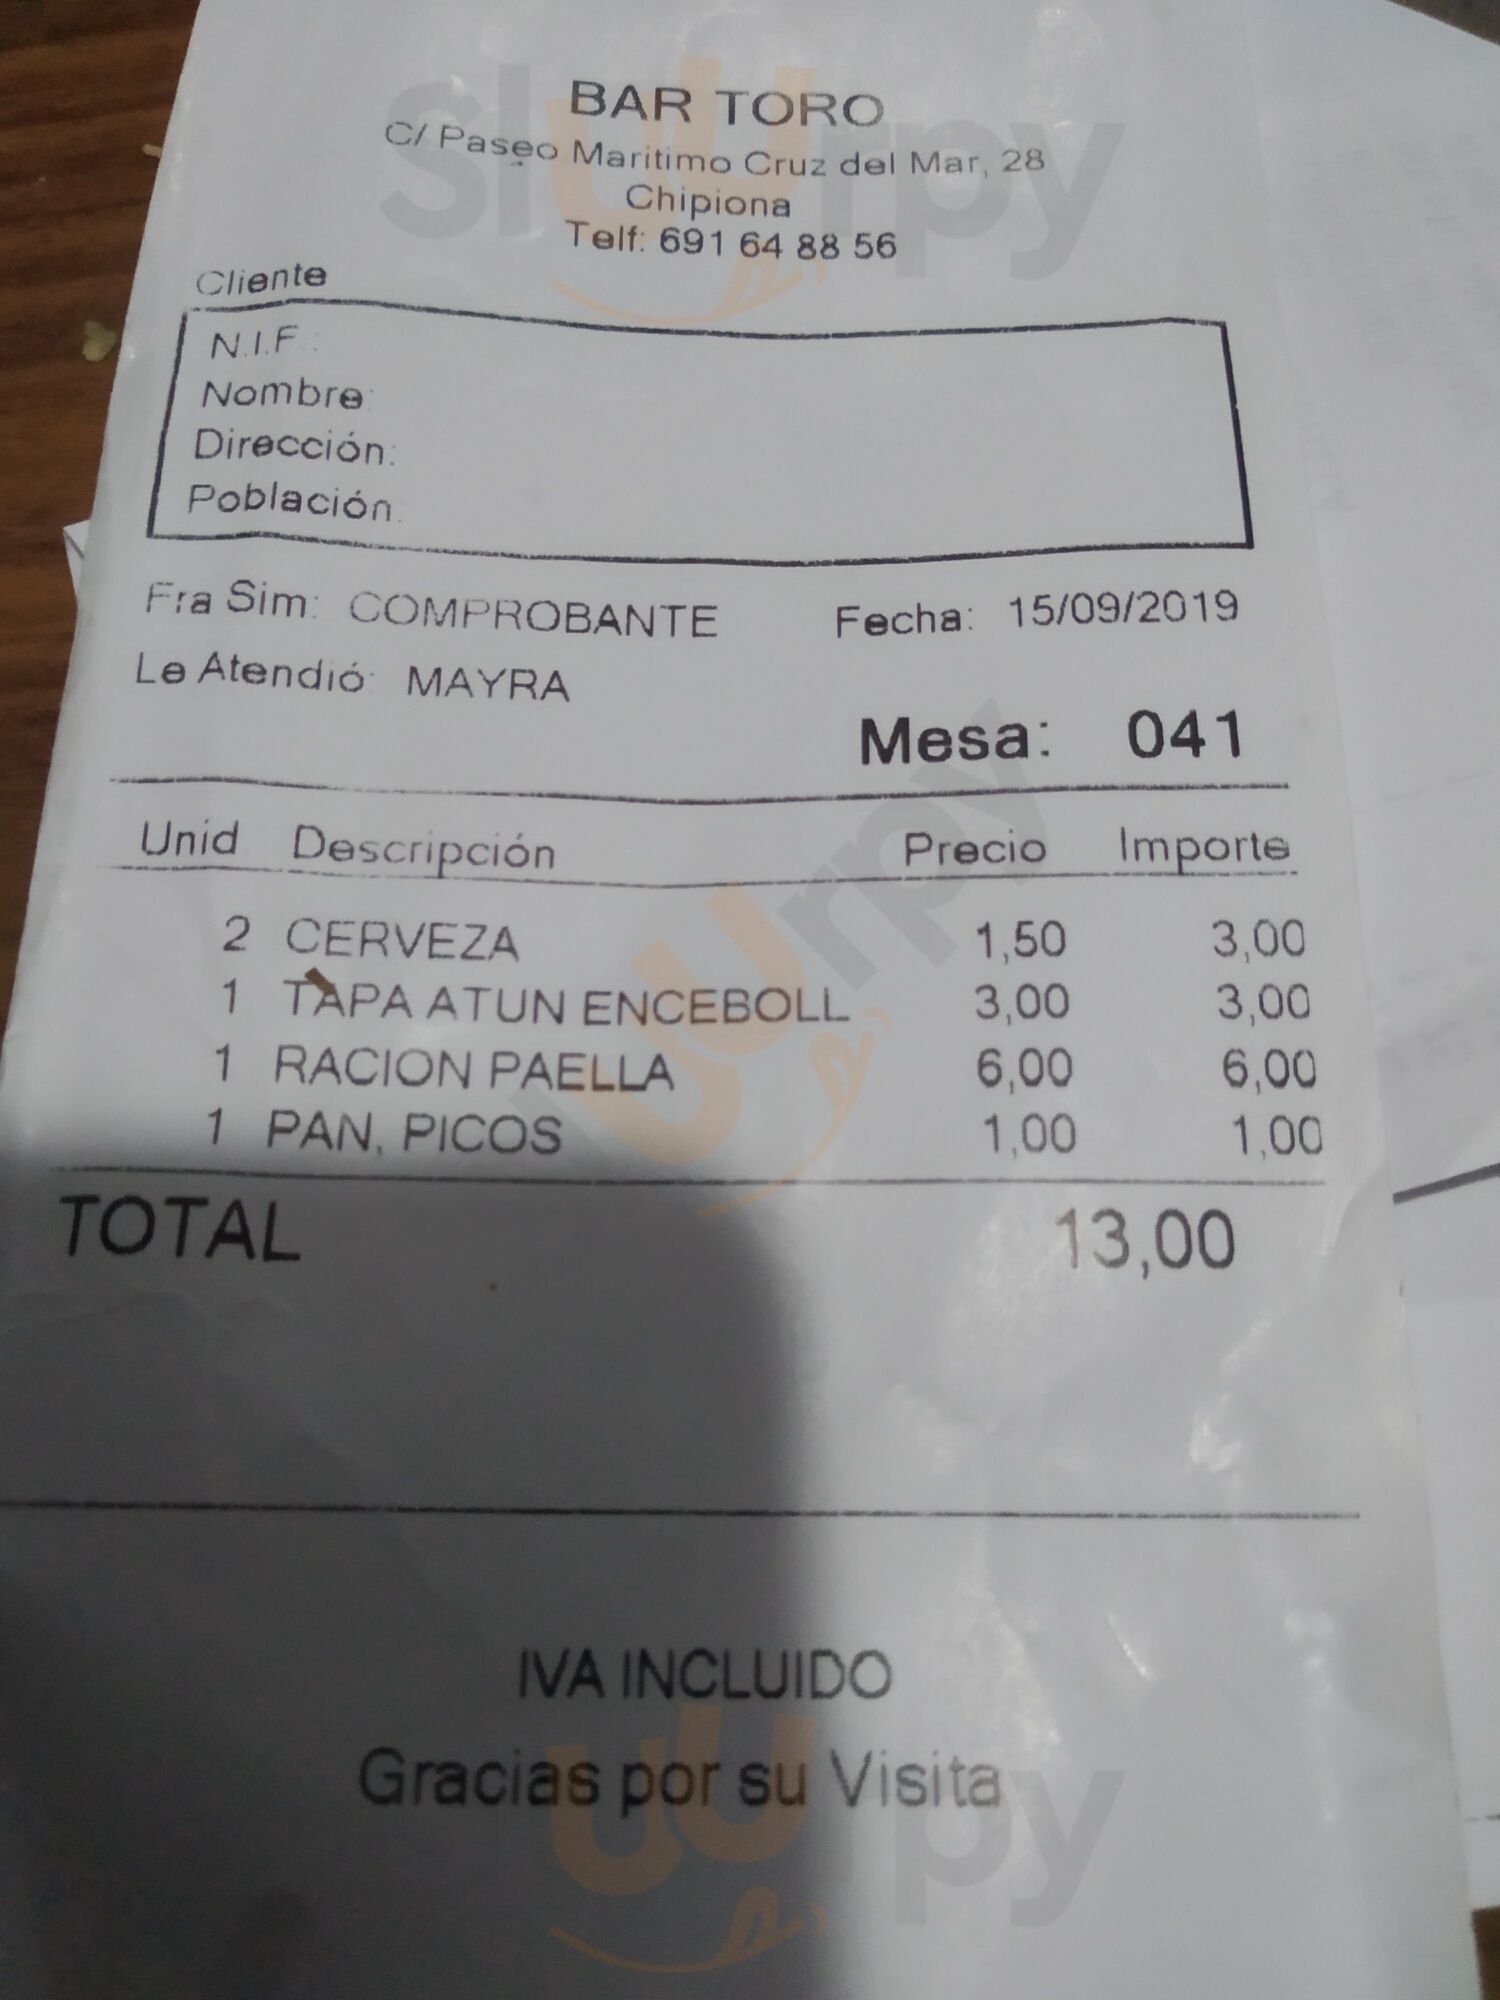 BAR TORO
C/ Paseo Maritimo Cruz del Mar, 28
Chipiona
Telf: 691 64 88 56
Cliente
N.I.F.:
Nombre:
Dirección:
Población:
Fra Sim: COMPROBANTE Fecha: 15/09/2019
Le Atendió: MAYRA
Mesa: 041
Unid Descripción Precio Importe
2 CERVEZA 1,50 3,00
1 TAPA ATUN ENCEBOLL 3,00 3,00
1 RACION PAELLA 6,00 6,00
1 PAN, PICOS 1,00 1,00
TOTAL 13,00
IVA INCLUIDO
Gracias por su Visita
sluurpy